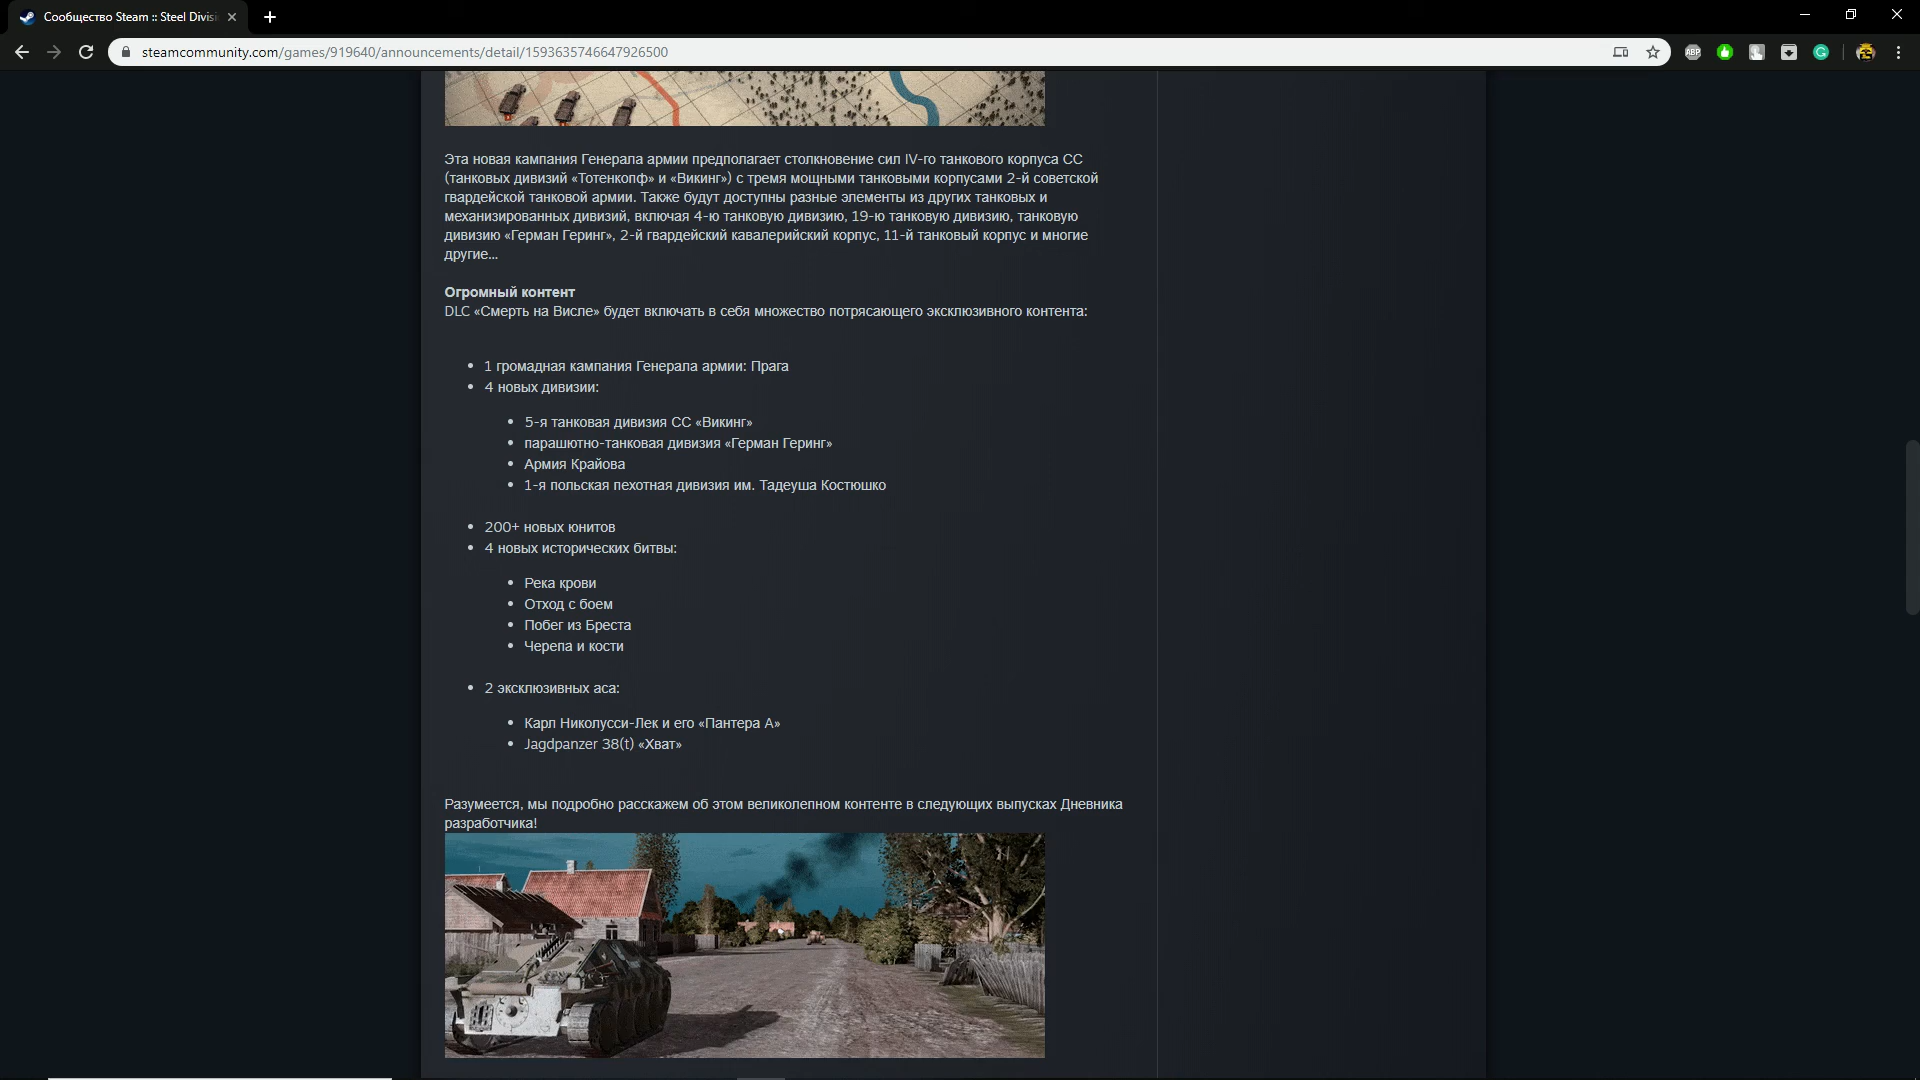 Сообщество Steam :: Steel Divisi
steamcommunity.com/games/919640/announcements/detail/1593635746647926500
ABP
Эта новая кампания Генерала армии предполагает столкновение сил IV-го танкового корпуса СС
(танковых дивизий «Тотенкопф» и «Викинг») с тремя мощными танковыми корпусами 2-й советской
гвардейской танковой армии. Также будут доступны разные элементы из других танковых и
механизированных дивизий, включая 4-ю танковую дивизию, 19-ю танковую дивизию, танковую
дивизию «Герман Геринг», 2-й гвардейский кавалерийский корпус, 11-й танковый корпус и многие
другие...
Огромный контент
DLC «Смерть на Висле» будет включать в себя множество потрясающего эксклюзивного контента:
1 громадная кампания Генерала армии: Прага
4 новых дивизии:
5-я танковая дивизия СС «Викинг»
парашютно-танковая дивизия «Герман Геринг»
Армия Крайова
1-я польская пехотная дивизия им. Тадеуша Костюшко
200+ новых юнитов
4 новых исторических битвы:
Река крови
Отход с боем
Побег из Бреста
Черепа и кости
2 эксклюзивных аса:
Карл Николусси-Лек и его «Пантера А»
Jagdpanzer 38(t) «Хват»
Разумеется, мы подробно расскажем об этом великолепном контенте в следующих выпусках Дневника
разработчика!